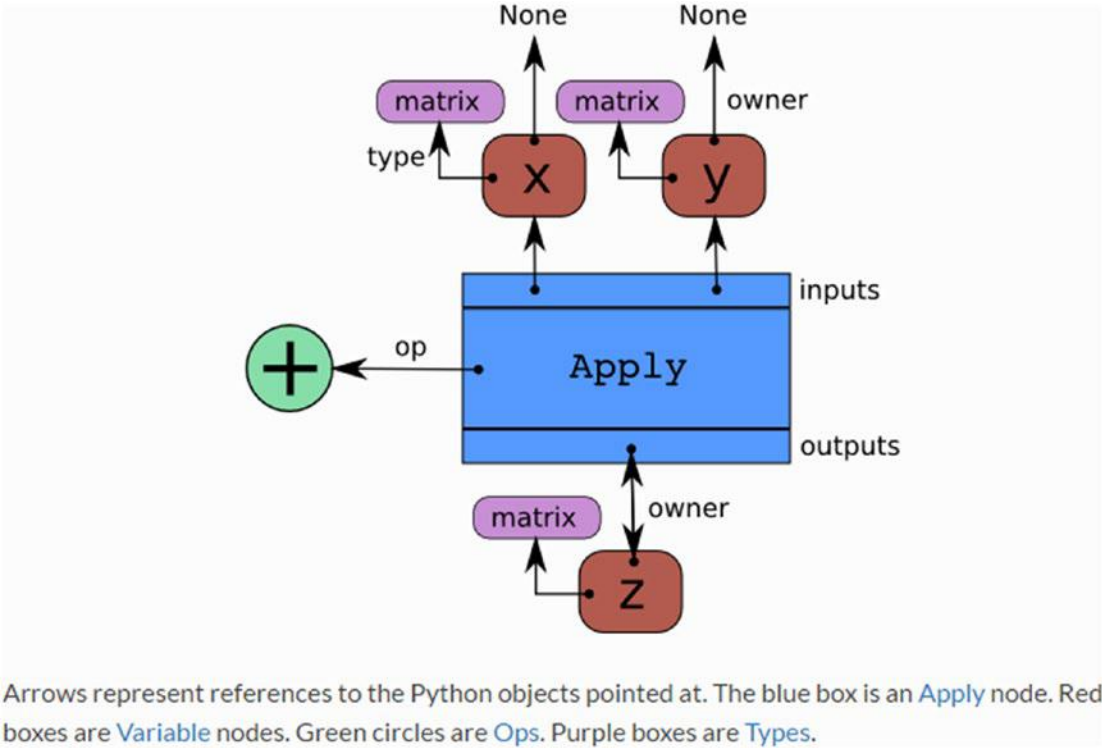 None None
matrix matrix owner
type
x y
inputs
op
+ Apply
outputs
matrix owner
z
Arrows represent references to the Python objects pointed at. The blue box is an Apply node. Red
boxes are Variable nodes. Green circles are Ops. Purple boxes are Types.